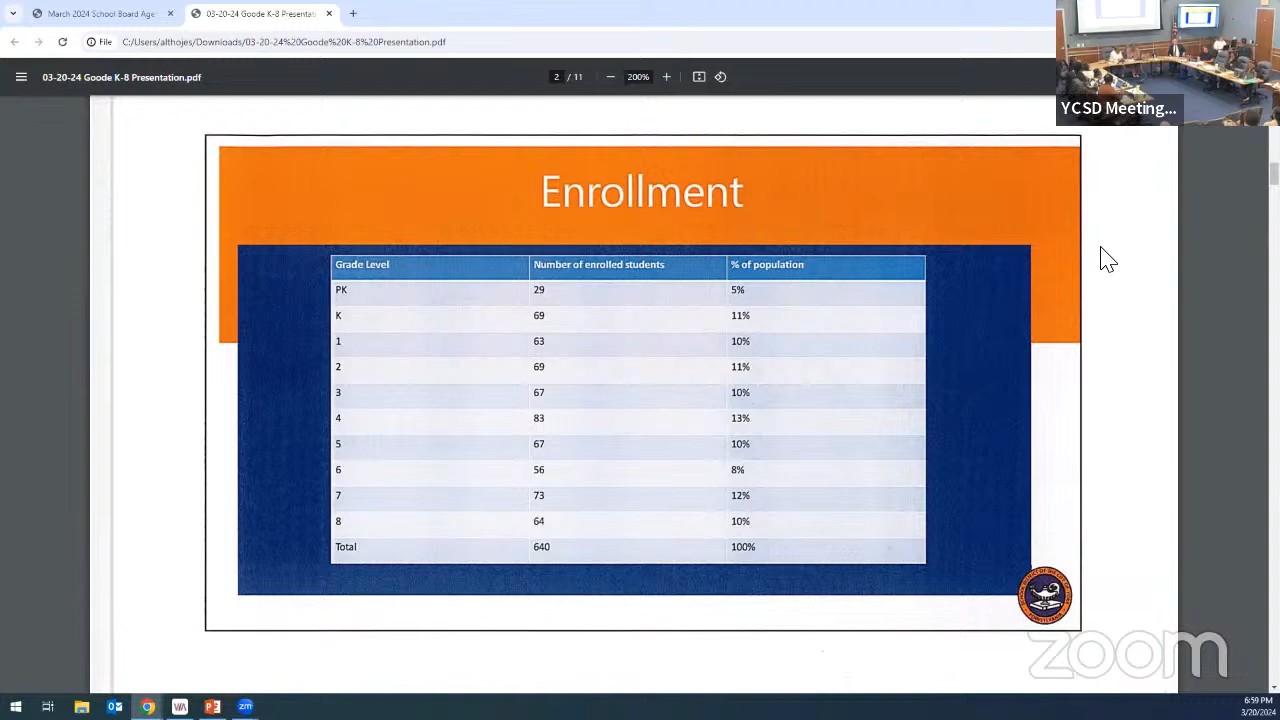 March 2024 School Board Age
03-20-24 Goode K-8 Presentat
File
C:/Users/althojes/Downloads/03-20-24%20Goode%20K-8%20Presentation.pdf
03-20-24 Goode K-8 Presentation.pdf
2 / 11
200%
YCSD Meeting...
Enrollment
Grade Level Number of enrolled students % of population
PK 29 5%
K 69 11%
1 63 10%
2 69 11%
3 67 10%
4 83 13%
5 67 10%
6 56 8%
7 73 12%
8 64 10%
Total 640 100%
zoom
6:59 PM
3/20/2024